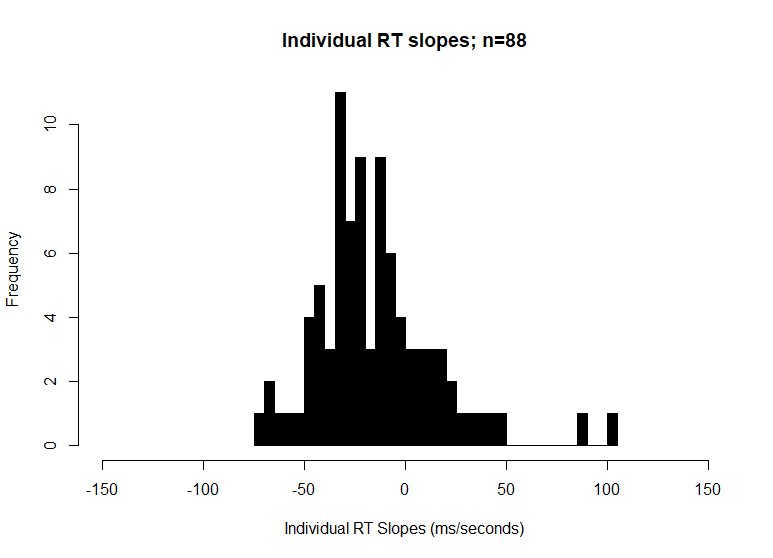 Individual RT slopes; n=88
Frequency
10
8
6
4
2
0
-150 -100 -50 0 50 100 150
Individual RT Slopes (ms/seconds)